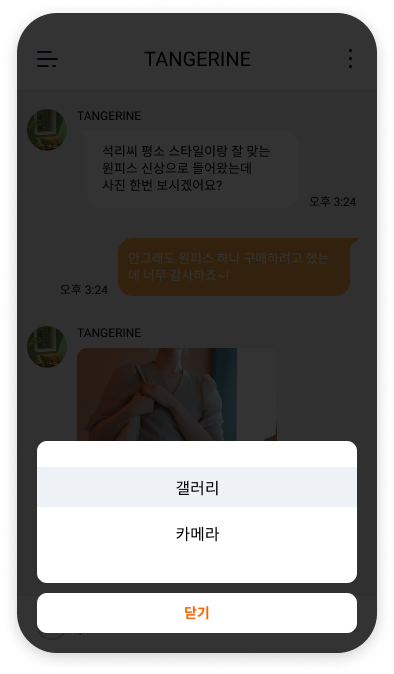 TANGERINE
TANGERINE
석리씨 평소 스타일이랑 잘 맞는
원피스 신상으로 들어왔는데
사진 한번 보시겠어요?
오후 3:24
안그래도 원피스 하나 구매하려고 했는
데 너무 감사하죠~!
오후 3:24
TANGERINE
갤러리
카메라
닫기